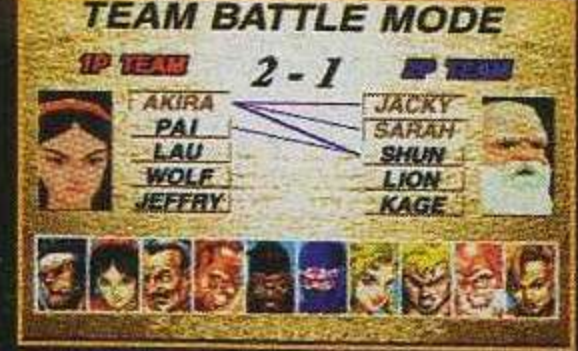 TEAM BATTLE MODE
1P TEAM 2 - 1 2P TEAM
AKIRA JACKY
PAI SARAH
LAU SHUN
WOLF LION
JEFFRY KAGE